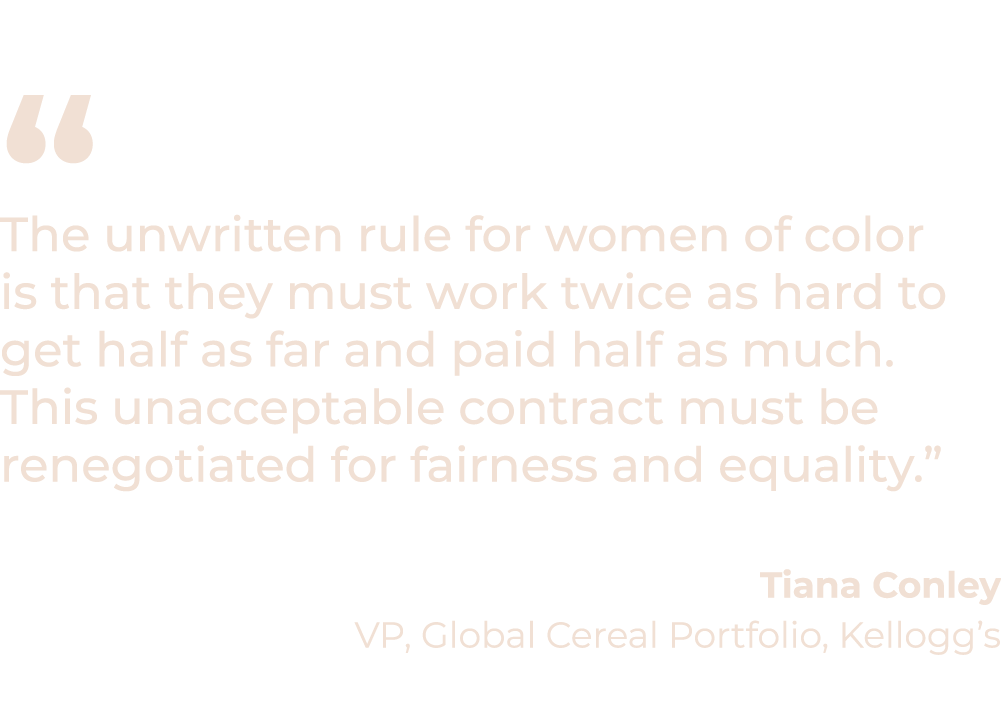 “
The unwritten rule for women of color
is that they must work twice as hard to
get half as far and paid half as much.
This unacceptable contract must be
renegotiated for fairness and equality.”
Tiana Conley
VP, Global Cereal Portfolio, Kellogg’s